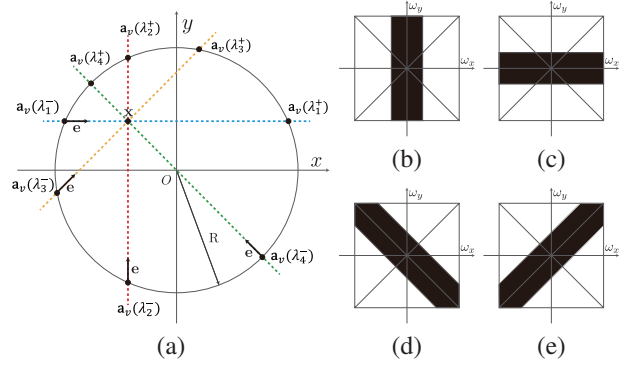 a_v(λ_2^+)
y
a_v(λ_3^+)
a_v(λ_4^+)
a_v(λ_1^-)
x
a_v(λ_1^+)
e
x
a_v(λ_3^-)
e
O
R
e
e
a_v(λ_4^-)
a_v(λ_2^-)
(a)
ω_y
ω_x
(b)
ω_y
ω_x
(c)
ω_y
ω_x
(d)
ω_y
ω_x
(e)